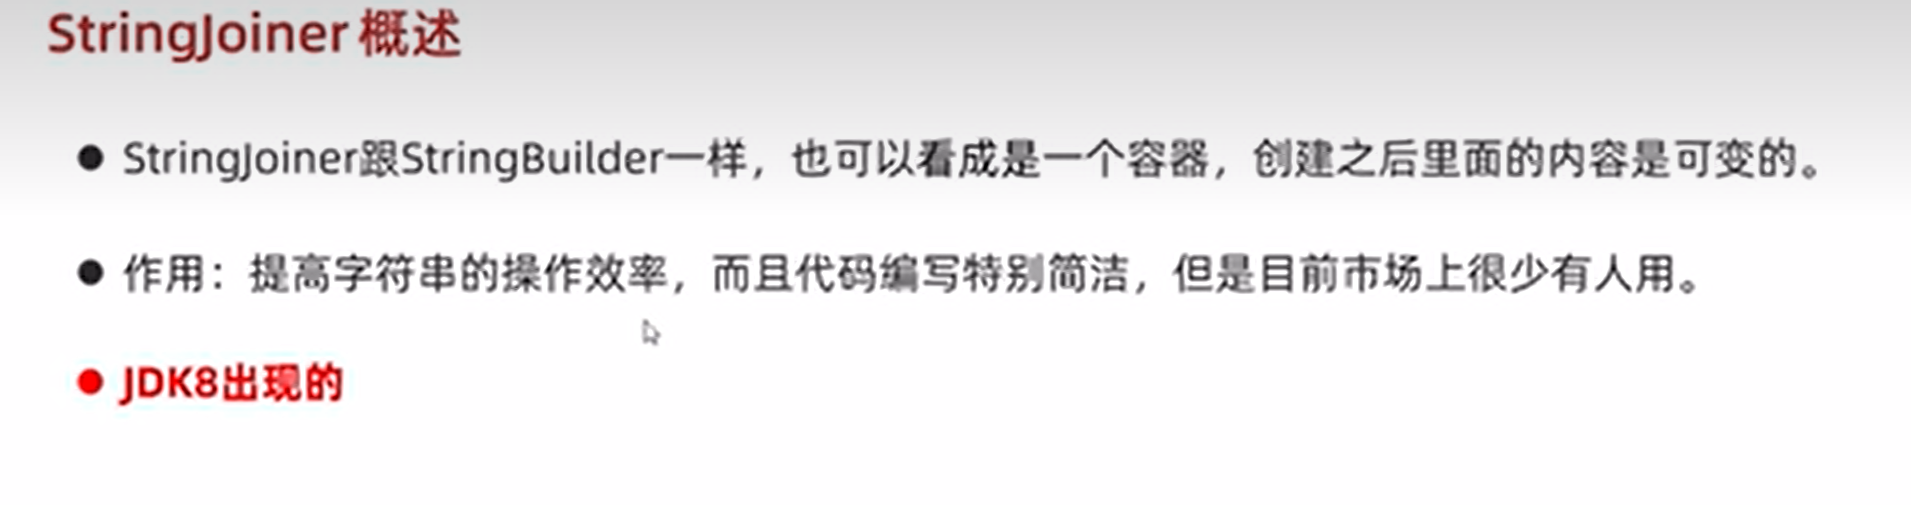 StringJoiner 概述
StringJoiner跟StringBuilder一样，也可以看成是一个容器，创建之后里面的内容是可变的。
作用：提高字符串的操作效率，而且代码编写特别简洁，但是目前市场上很少有人用。
JDK8出现的